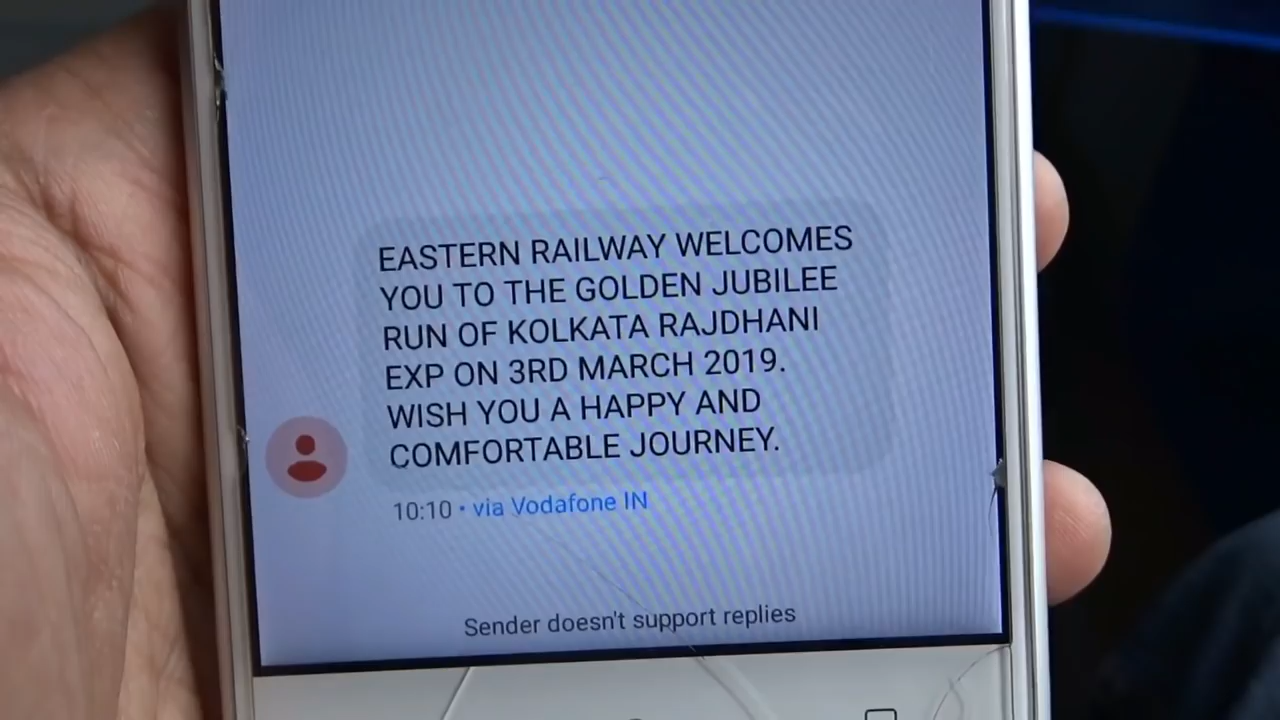 EASTERN RAILWAY WELCOMES
YOU TO THE GOLDEN JUBILEE
RUN OF KOLKATA RAJDHANI
EXP ON 3RD MARCH 2019.
WISH YOU A HAPPY AND
COMFORTABLE JOURNEY.
10:10 • via Vodafone IN
Sender doesn't support replies